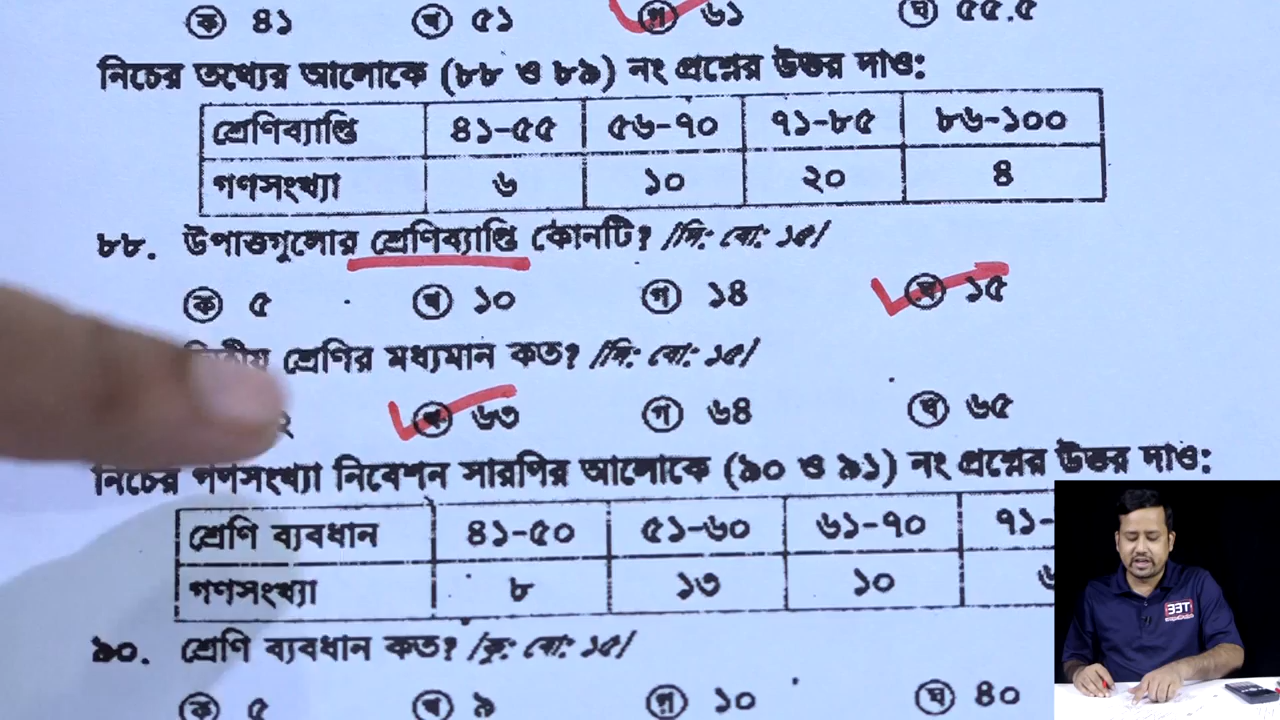 ক ৪১ খ ৫১ গ ৬১ ঘ ৫৫.৫
নিচের তথ্যের আলোকে (৮৮ ও ৮৯) নং প্রশ্নের উত্তর দাও:
শ্রেণিব্যাপ্তি ৪১-৫৫ ৫৬-৭০ ৭১-৮৫ ৮৬-১০০
গণসংখ্যা ৬ ১০ ২০ ৪
৮৮. উপাত্তগুলোর শ্রেণিব্যাপ্তি কোনটি? /দি: বো: ১৫/
ক ৫ খ ১০ গ ১৪ ঘ ১৫
শ্রেণির মধ্যমান কত? /দি: বো: ১৫/
২ খ ৬৩ গ ৬৪ ঘ ৬৫
নিচের গণসংখ্যা নিবেশন সারণির আলোকে (৯০ ও ৯১) নং প্রশ্নের উত্তর দাও:
শ্রেণি ব্যবধান ৪১-৫০ ৫১-৬০ ৬১-৭০ ৭১-
গণসংখ্যা ৮ ১৩ ১০
৯০. শ্রেণি ব্যবধান কত? /কু: বো: ১৫/
ক ৫ খ ৯ গ ১০ ঘ ৪০